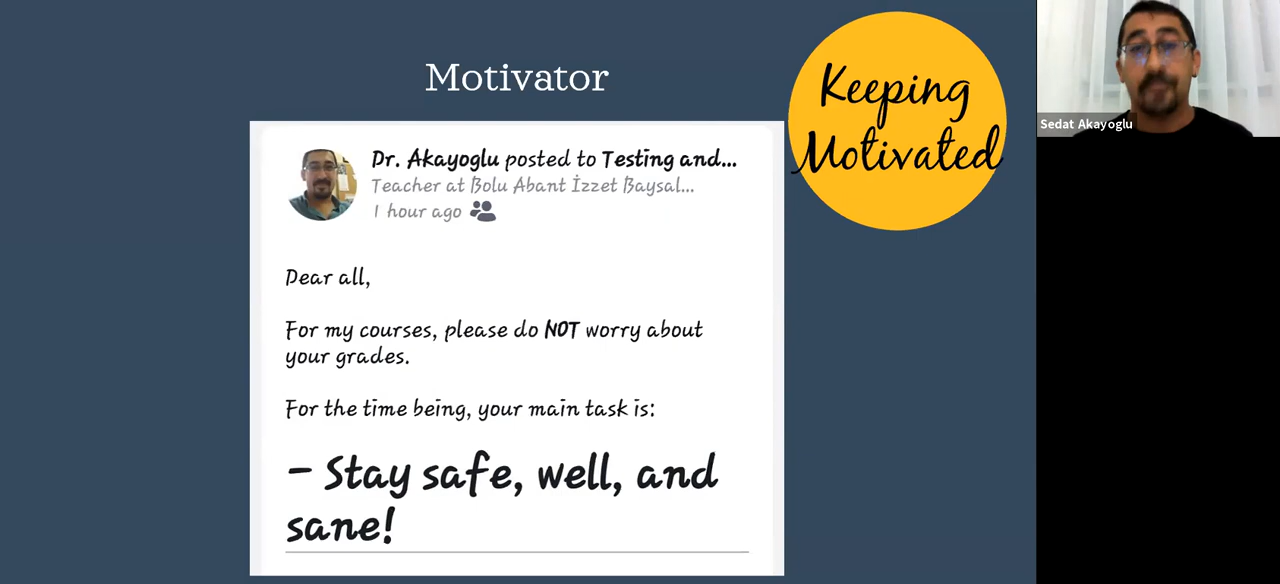 Motivator
Keeping
Motivated
Sedat Akayoglu
Dr. Akayoglu posted to Testing and...
Teacher at Bolu Abant İzzet Baysal...
1 hour ago
Dear all,
For my courses, please do NOT worry about
your grades.
For the time being, your main task is:
- Stay safe, well, and
sane!